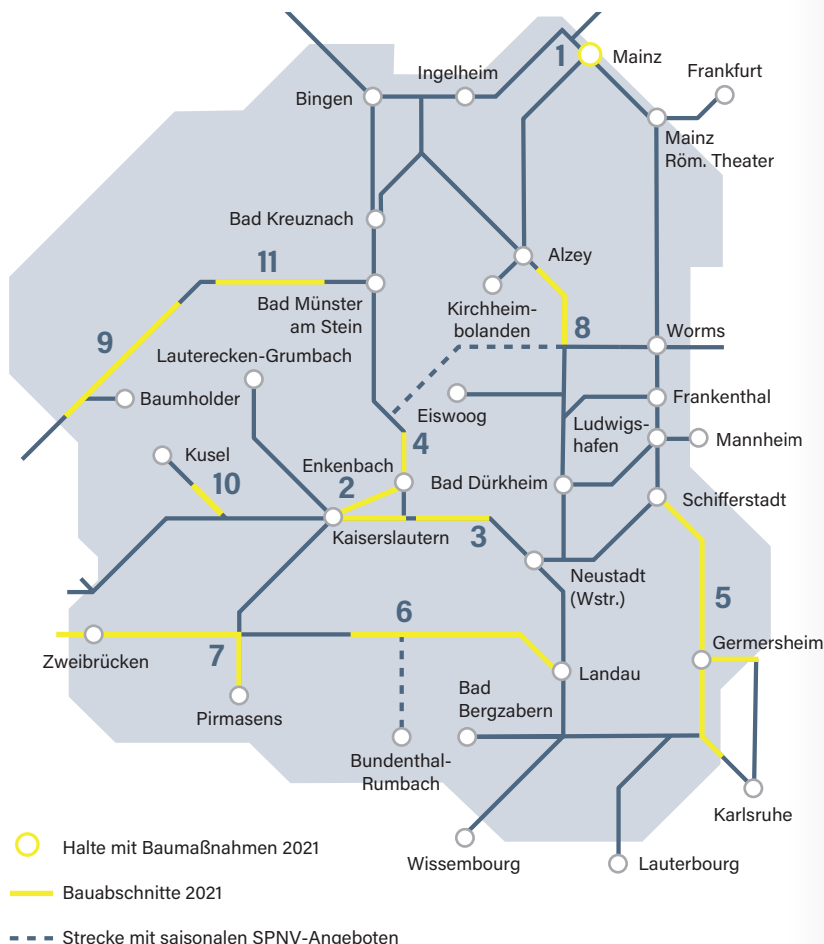 1
Mainz
Ingelheim
Frankfurt
Bingen
Mainz
Röm. Theater
Bad Kreuznach
Alzey
11
Bad Münster
am Stein
Kirchheim-
bolanden
8
Worms
9
Lauterecken-Grumbach
Baumholder
Eiswoog
Frankenthal
Ludwigs-
hafen
Mannheim
4
Kusel
Enkenbach
10
2
Bad Dürkheim
Schifferstadt
Kaiserslautern
3
Neustadt
(Wstr.)
5
6
Germersheim
7
Zweibrücken
Landau
Bad
Bergzabern
Pirmasens
Bundenthal-
Rumbach
Karlsruhe
Wissembourg
Lauterbourg
Halte mit Baumaßnahmen 2021
Bauabschnitte 2021
Strecke mit saisonalen SPNV-Angeboten